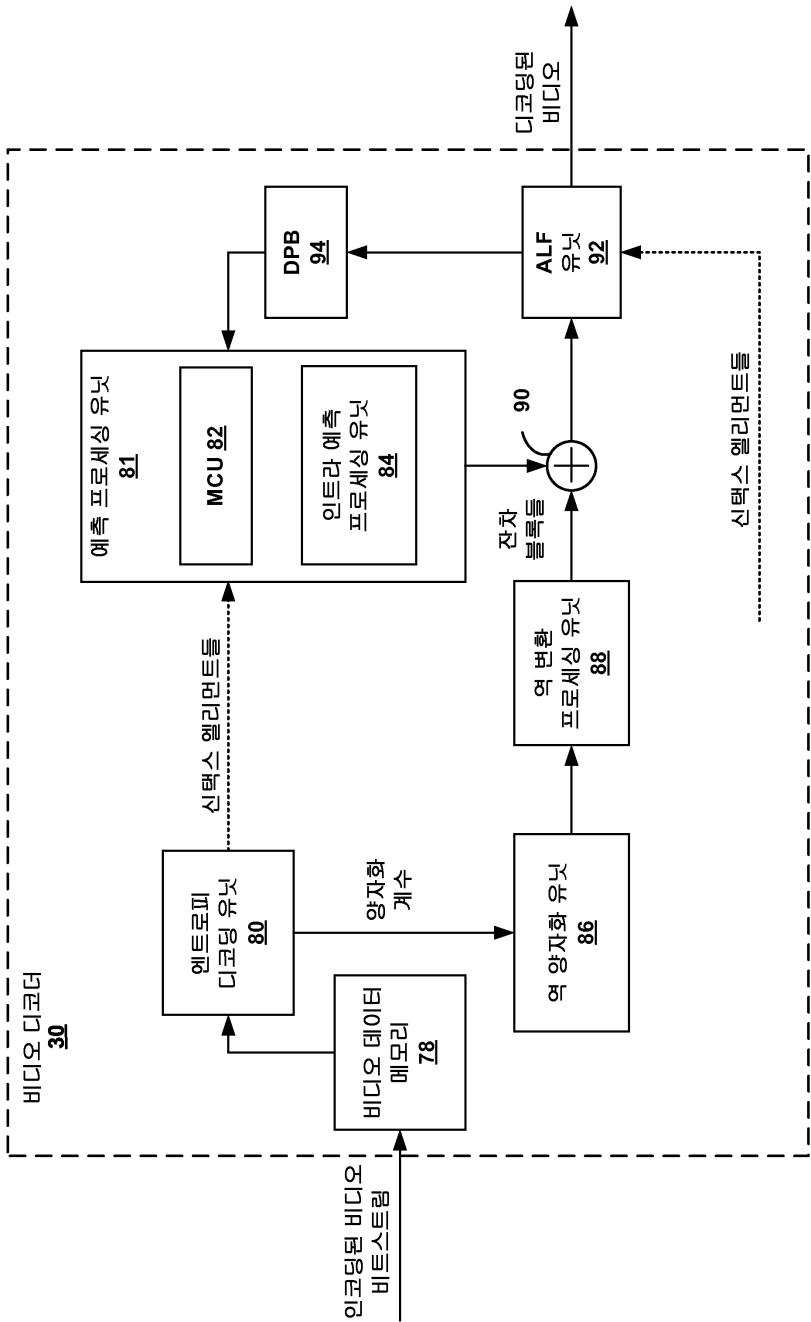 비디오 디코더
30
인코딩된 비디오
비트스트림
비디오 데이터
메모리
78
엔트로피
디코딩 유닛
80
신택스 엘리먼트들
양자화
계수
예측 프로세싱 유닛
81
MCU 82
인트라 예측
프로세싱 유닛
84
DPB
94
역 양자화 유닛
86
역 변환
프로세싱 유닛
88
잔차
블록들
90
ALF
유닛
92
디코딩된
비디오
신택스 엘리먼트들